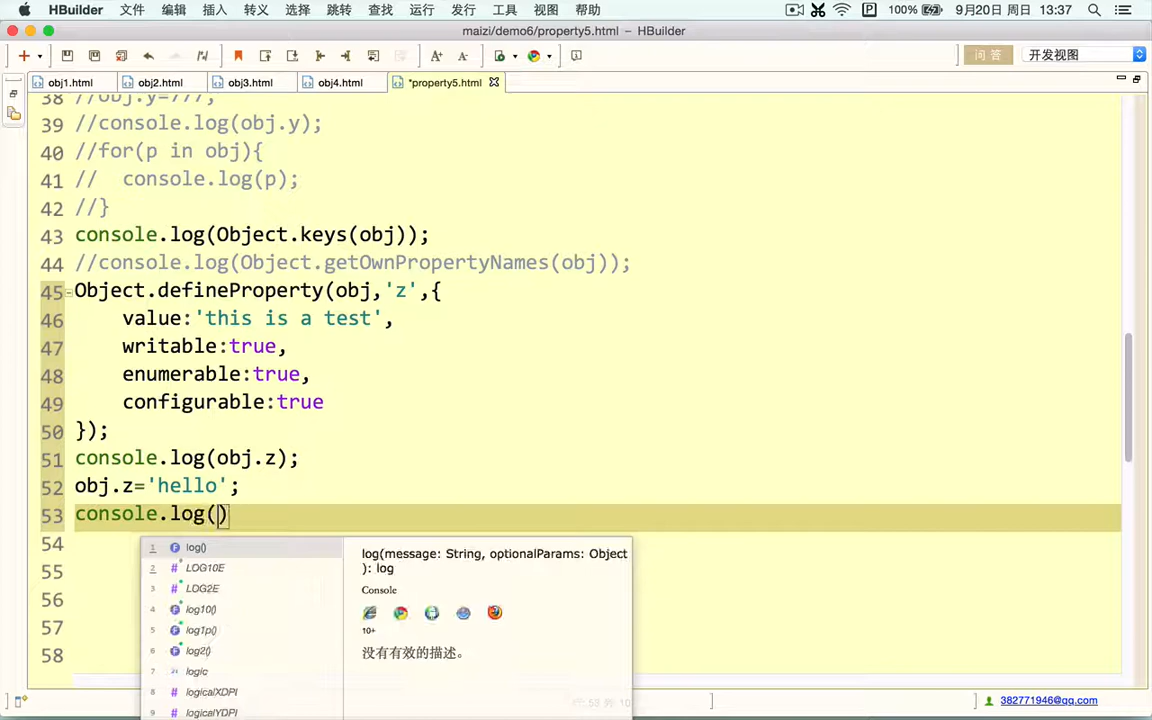 HBuilder 文件 编辑 插入 转义 选择 跳转 查找 运行 发行 工具 视图 帮助 100% 9月20日 周日 13:37
maizi/demo6/property5.html – HBuilder
问答 开发视图
obj1.html obj2.html obj3.html obj4.html *property5.html
38 //obj.y=777;
39 //console.log(obj.y);
40 //for(p in obj){
41 //  console.log(p);
42 //}
43 console.log(Object.keys(obj));
44 //console.log(Object.getOwnPropertyNames(obj));
45 Object.defineProperty(obj,'z',{
46     value:'this is a test',
47     writable:true,
48     enumerable:true,
49     configurable:true
50 });
51 console.log(obj.z);
52 obj.z='hello';
53 console.log()
54
55
56
57
58
1 log()
2 LOG10E
3 LOG2E
4 log10()
5 log1p()
6 log2()
7 logic
8 logicalXDPI
9 logicalYDPI
log(message: String, optionalParams: Object
): log
Console
10+
没有有效的描述。
382771946@qq.com